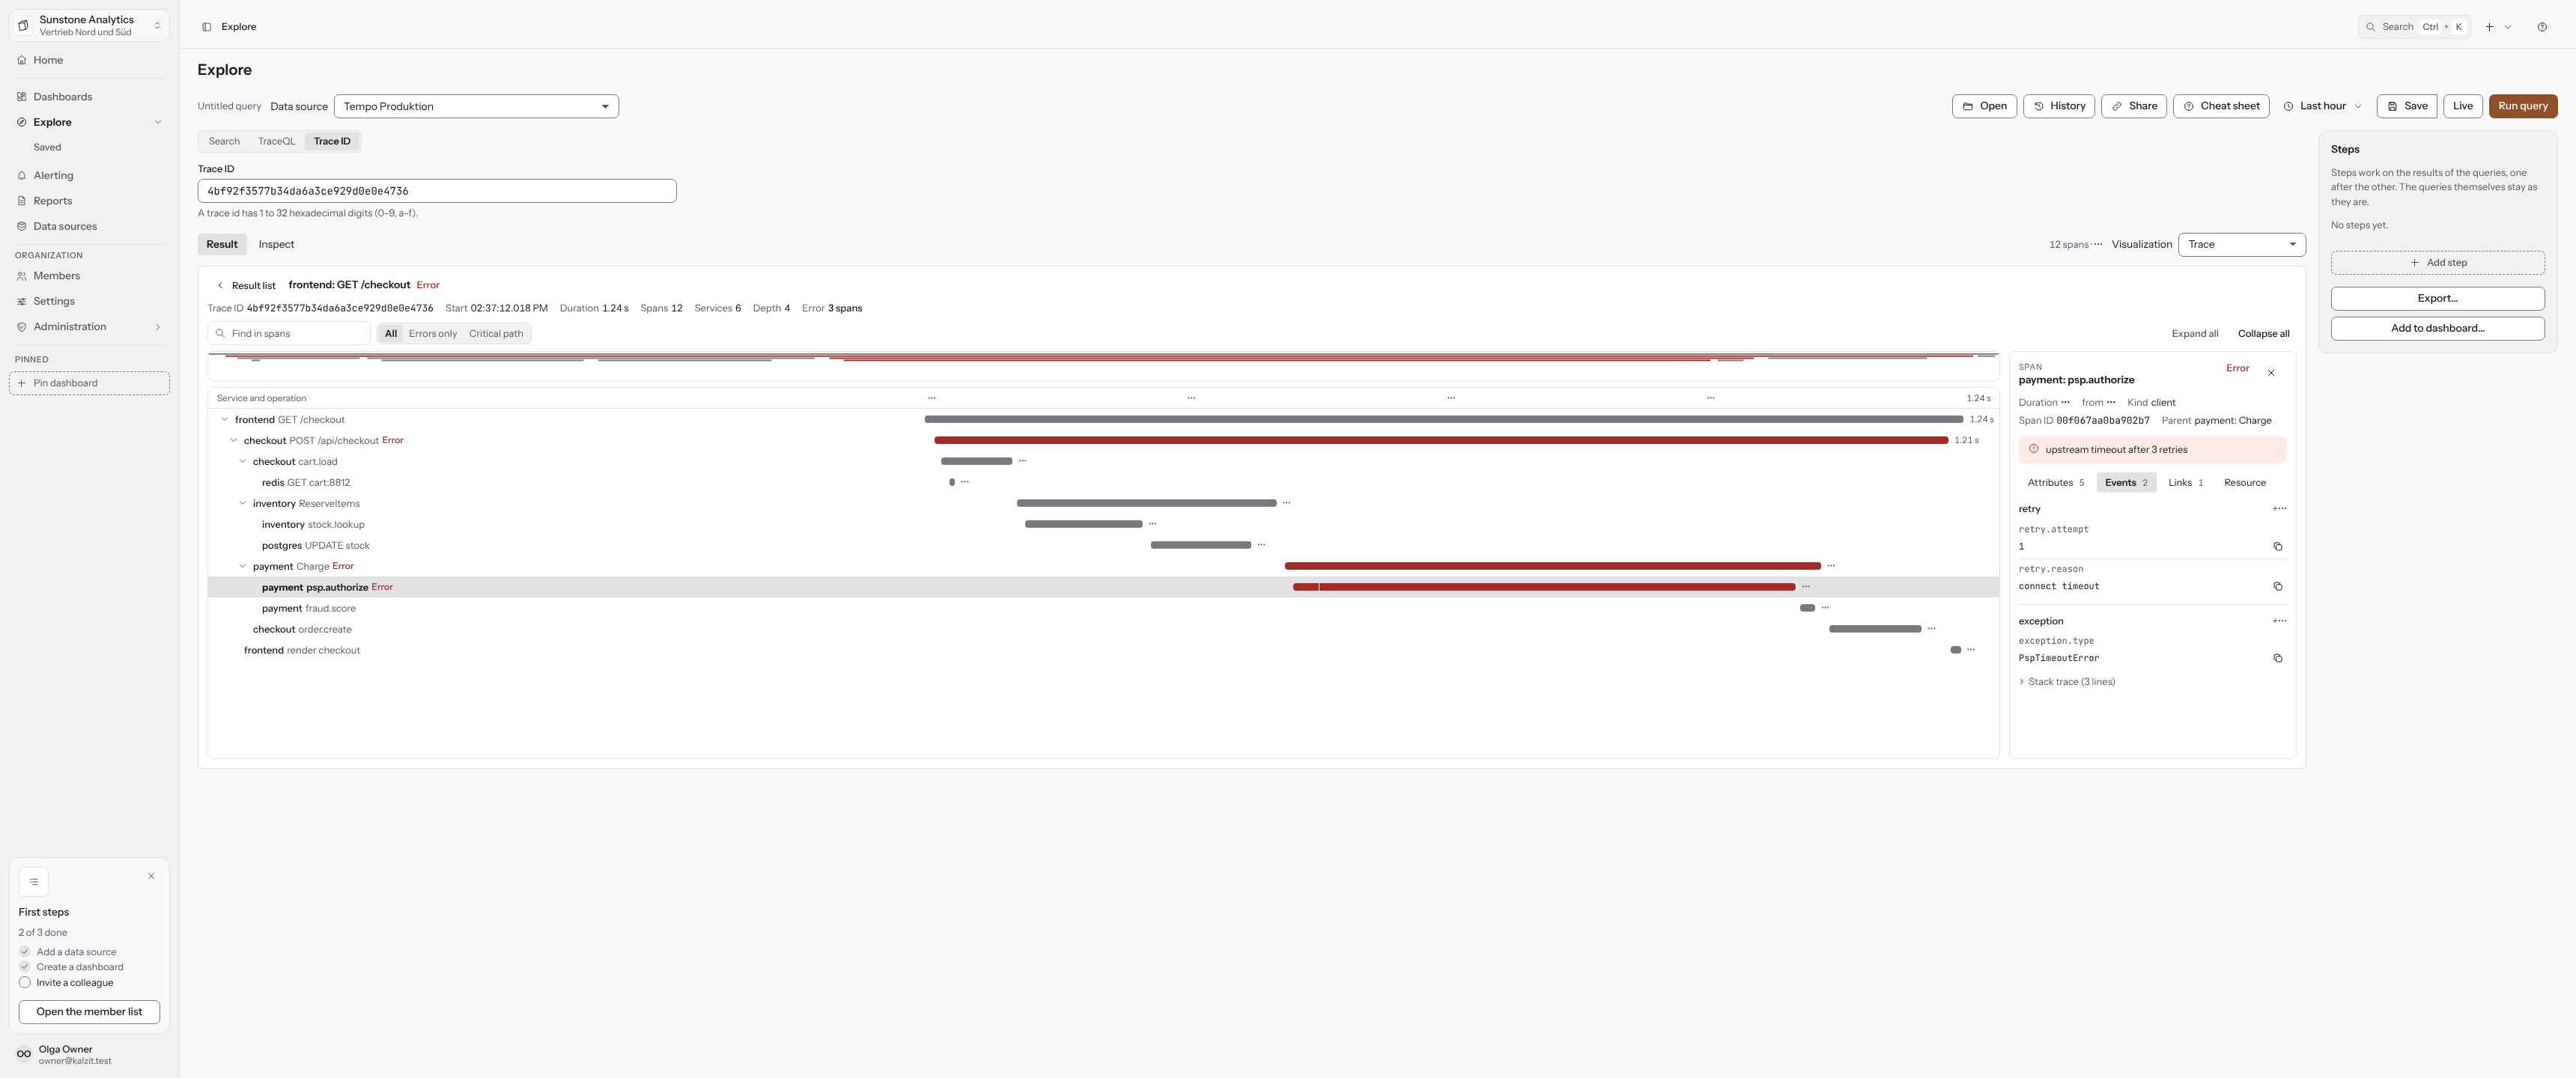 Sunstone Analytics
Vertrieb Nord und Süd
Home
Dashboards
Explore
Saved
Alerting
Reports
Data sources
ORGANIZATION
Members
Settings
Administration
PINNED
Pin dashboard
First steps
2 of 3 done
Add a data source
Create a dashboard
Invite a colleague
Open the member list
OO
Olga Owner
owner@kalzit.test
Explore
Search Ctrl + K
Explore
Untitled query Data source Tempo Produktion
Open History Share Cheat sheet Last hour Save Live Run query
Search TraceQL Trace ID
Trace ID
4bf92f3577b34da6a3ce929d0e0e4736
A trace id has 1 to 32 hexadecimal digits (0–9, a–f).
Result Inspect
12 spans · ... Visualization Trace
Result list frontend: GET /checkout Error
Trace ID 4bf92f3577b34da6a3ce929d0e0e4736 Start 02:37:12.018 PM Duration 1.24 s Spans 12 Services 6 Depth 4 Error 3 spans
Find in spans All Errors only Critical path
Expand all Collapse all
Service and operation ... ... ... ... 1.24 s
frontend GET /checkout 1.24 s
checkout POST /api/checkout Error 1.21 s
checkout cart.load ...
redis GET cart:8812 ...
inventory ReserveItems ...
inventory stock.lookup ...
postgres UPDATE stock ...
payment Charge Error ...
payment psp.authorize Error ...
payment fraud.score ...
checkout order.create ...
frontend render checkout ...
SPAN
payment: psp.authorize
Error
Duration ... from ... Kind client
Span ID 00f067aa0ba902b7 Parent payment: Charge
upstream timeout after 3 retries
Attributes 5 Events 2 Links 1 Resource
retry +...
retry.attempt
1
retry.reason
connect timeout
exception +...
exception.type
PspTimeoutError
Stack trace (3 lines)
Steps
Steps work on the results of the queries, one
after the other. The queries themselves stay as
they are.
No steps yet.
Add step
Export...
Add to dashboard...